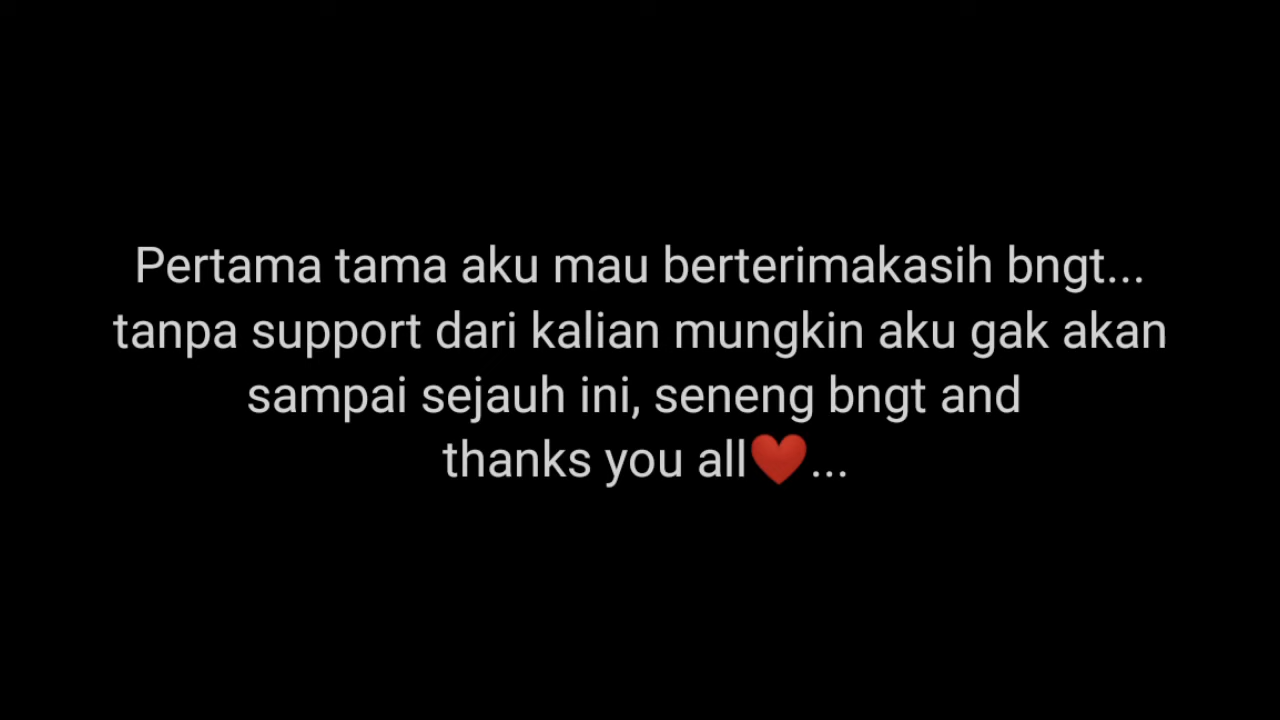 Pertama tama aku mau berterimakasih bngt...
tanpa support dari kalian mungkin aku gak akan
sampai sejauh ini, seneng bngt and
thanks you all❤️...